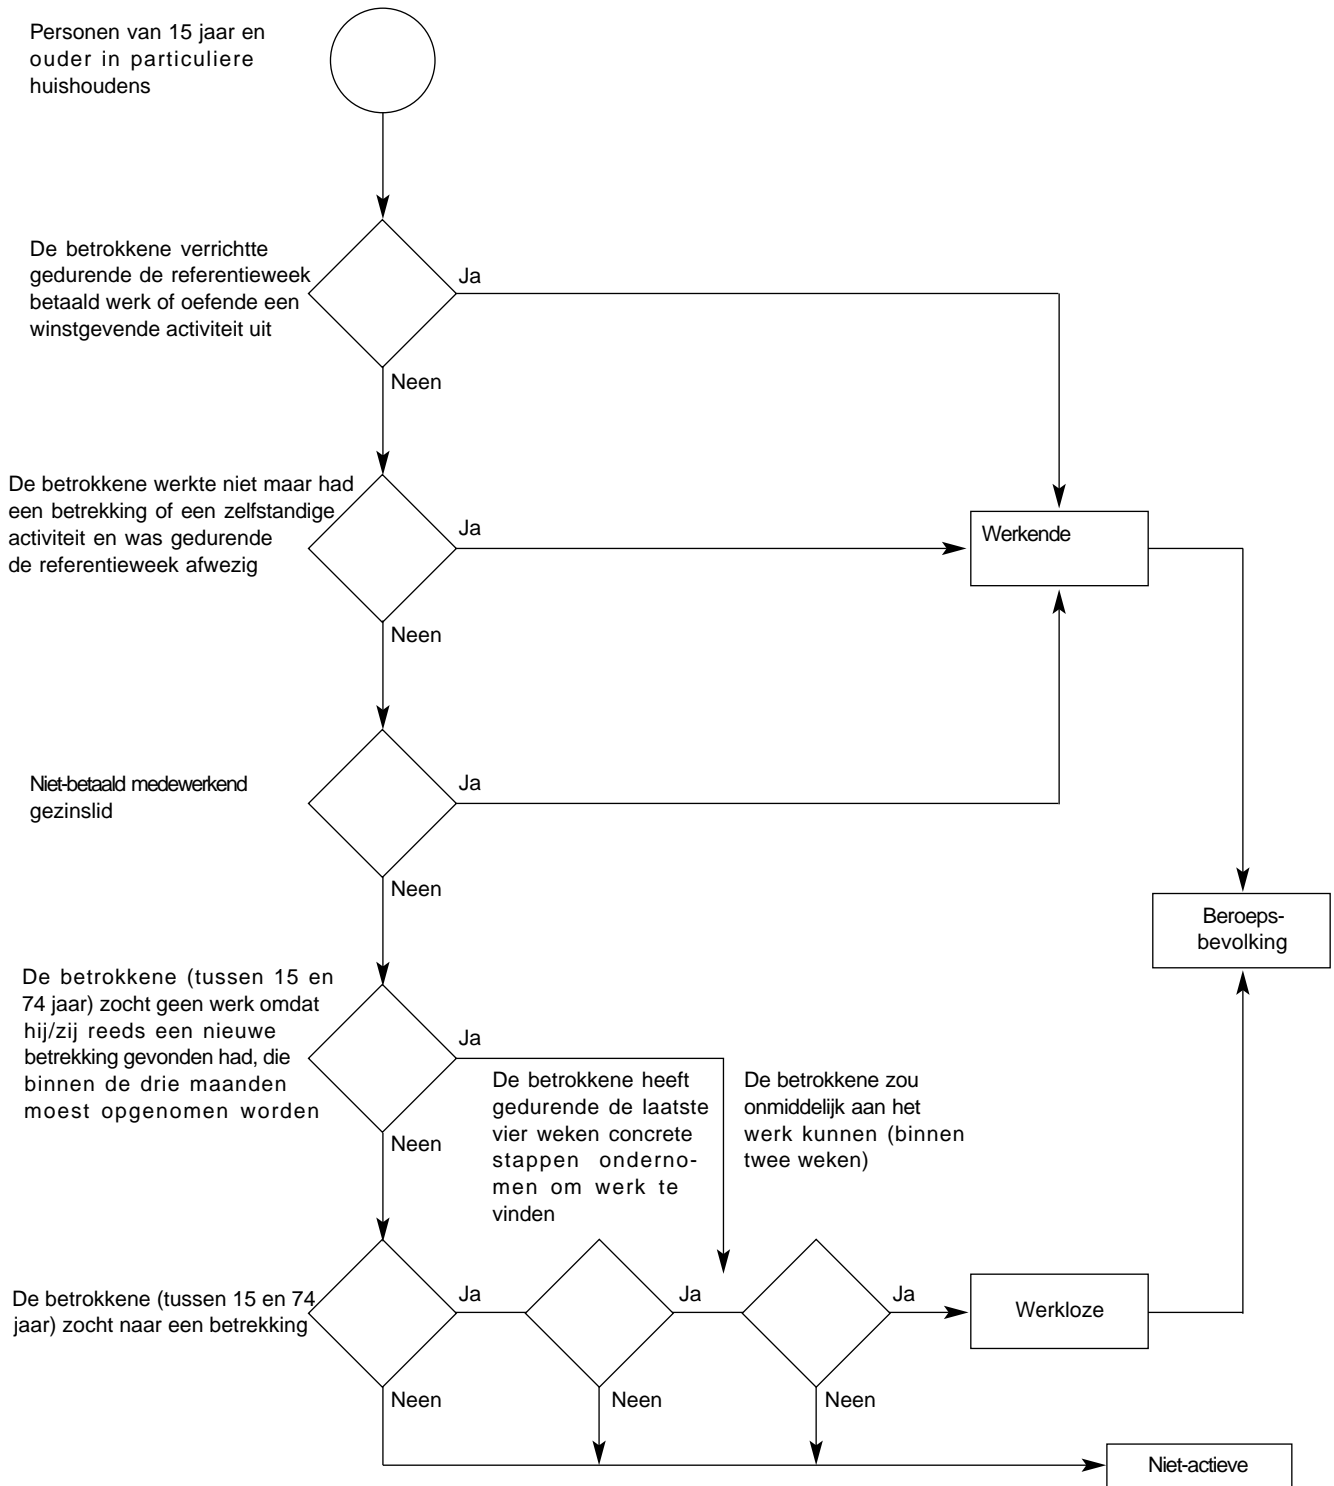 Personen van 15 jaar en
ouder in particuliere
huishoudens
De betrokkene verrichtte
gedurende de referentieweek
betaald werk of oefende een
winstgevende activiteit uit
Ja
Neen
De betrokkene werkte niet maar had
een betrekking of een zelfstandige
activiteit en was gedurende
de referentieweek afwezig
Ja
Werkende
Neen
Niet-betaald medewerkend
gezinslid
Ja
Neen
Beroeps-
bevolking
De betrokkene (tussen 15 en
74 jaar) zocht geen werk omdat
hij/zij reeds een nieuwe
betrekking gevonden had, die
binnen de drie maanden
moest opgenomen worden
Ja
Neen
De betrokkene heeft
gedurende de laatste
vier weken concrete
stappen onderno-
men om werk te
vinden
De betrokkene zou
onmiddelijk aan het
werk kunnen (binnen
twee weken)
De betrokkene (tussen 15 en 74
jaar) zocht naar een betrekking
Ja
Ja
Ja
Werkloze
Neen
Neen
Neen
Niet-actieve